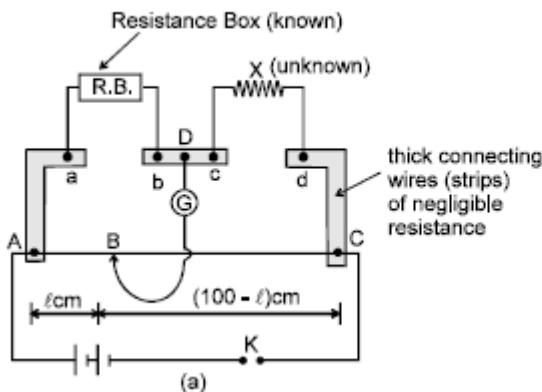 Resistance Box (known)
R.B.
X (unknown)
D
a
b
c
d
G
thick connecting
wires (strips)
of negligible
resistance
A
B
C
ℓcm
(100 - ℓ)cm
K
(a)